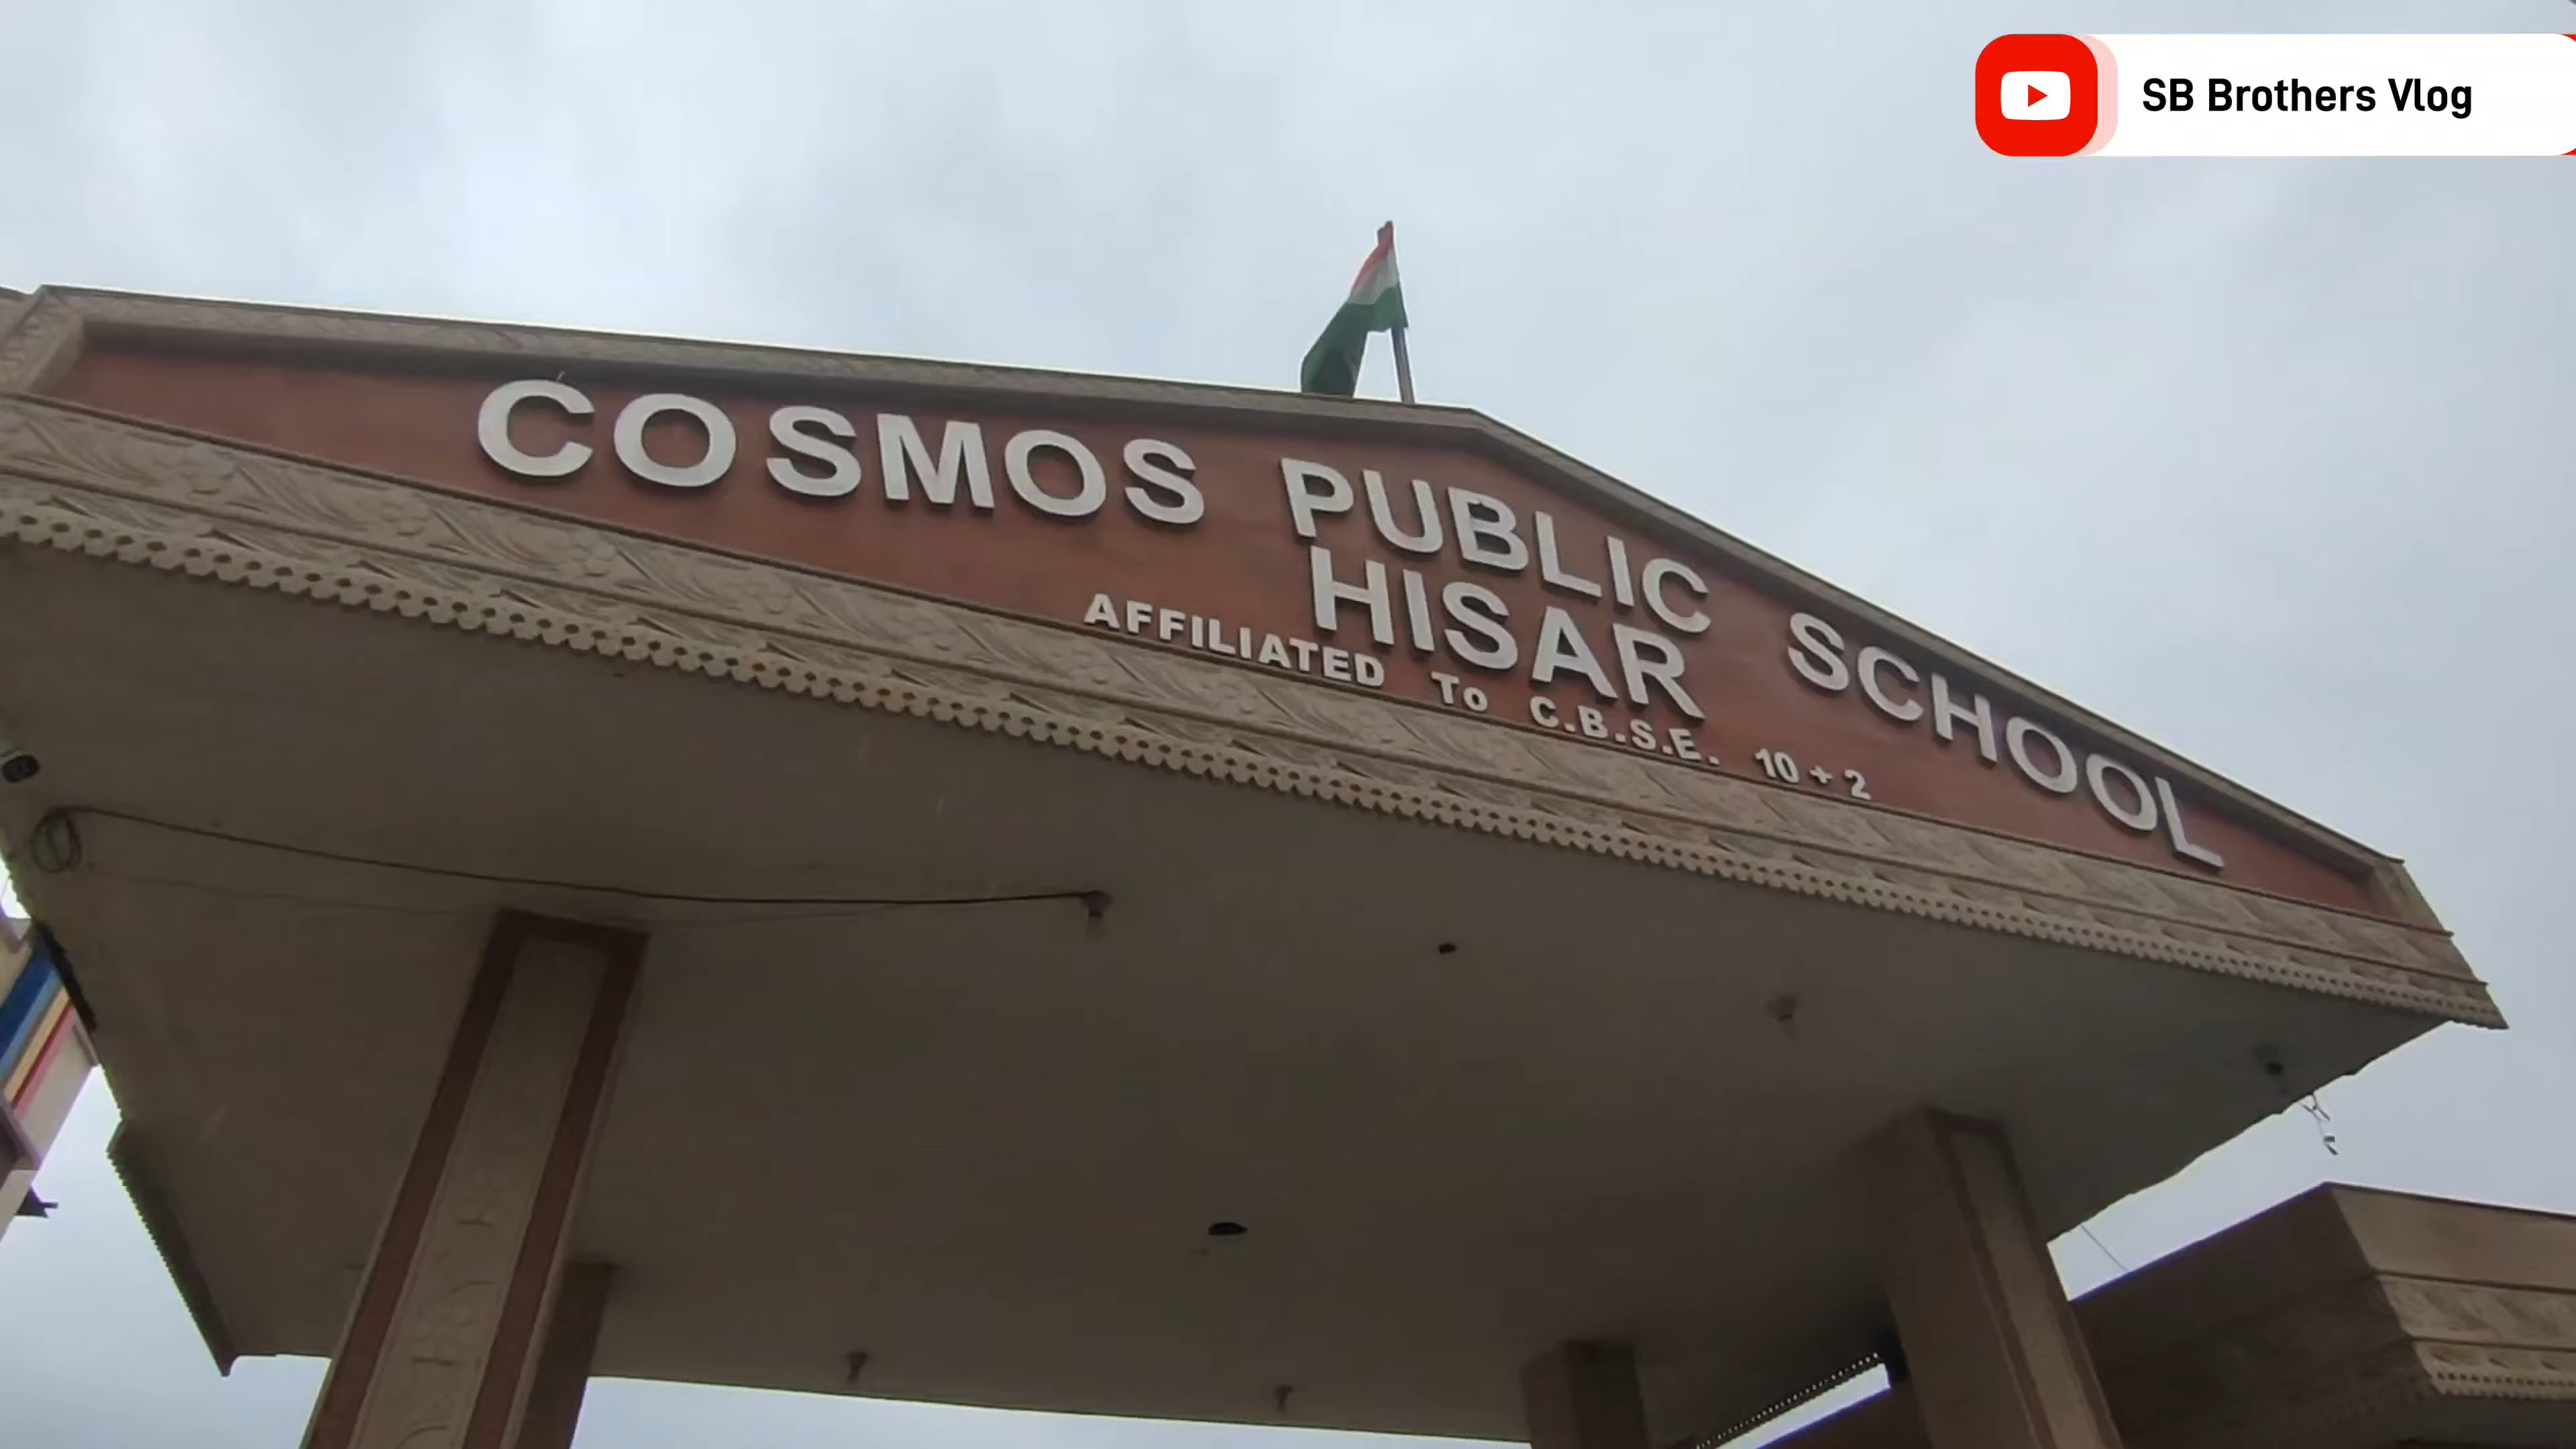 SB Brothers Vlog
COSMOS PUBLIC SCHOOL
HISAR
AFFILIATED To C.B.S.E. 10+2